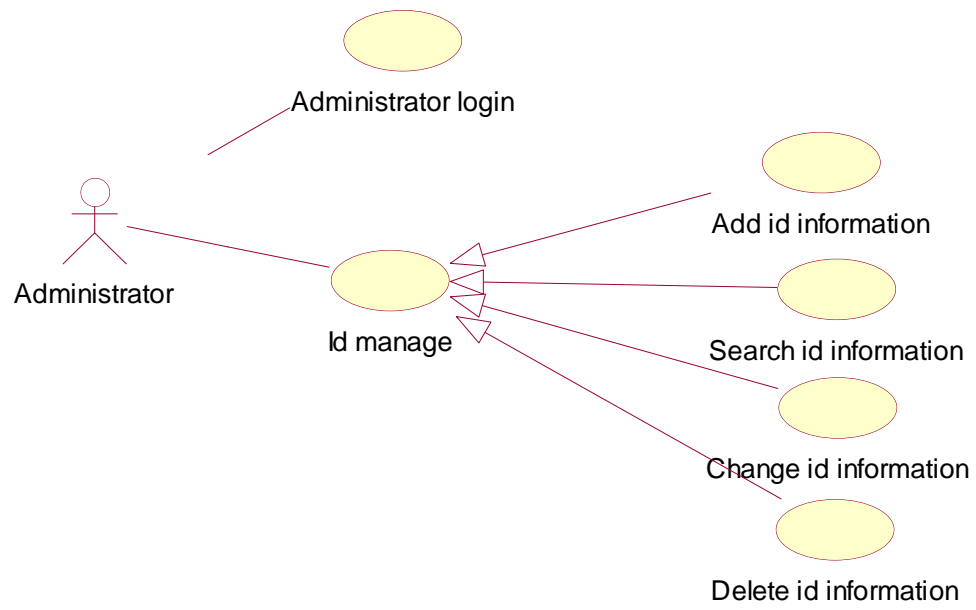 Administrator login
Add id information
Administrator
Id manage
Search id information
Change id information
Delete id information